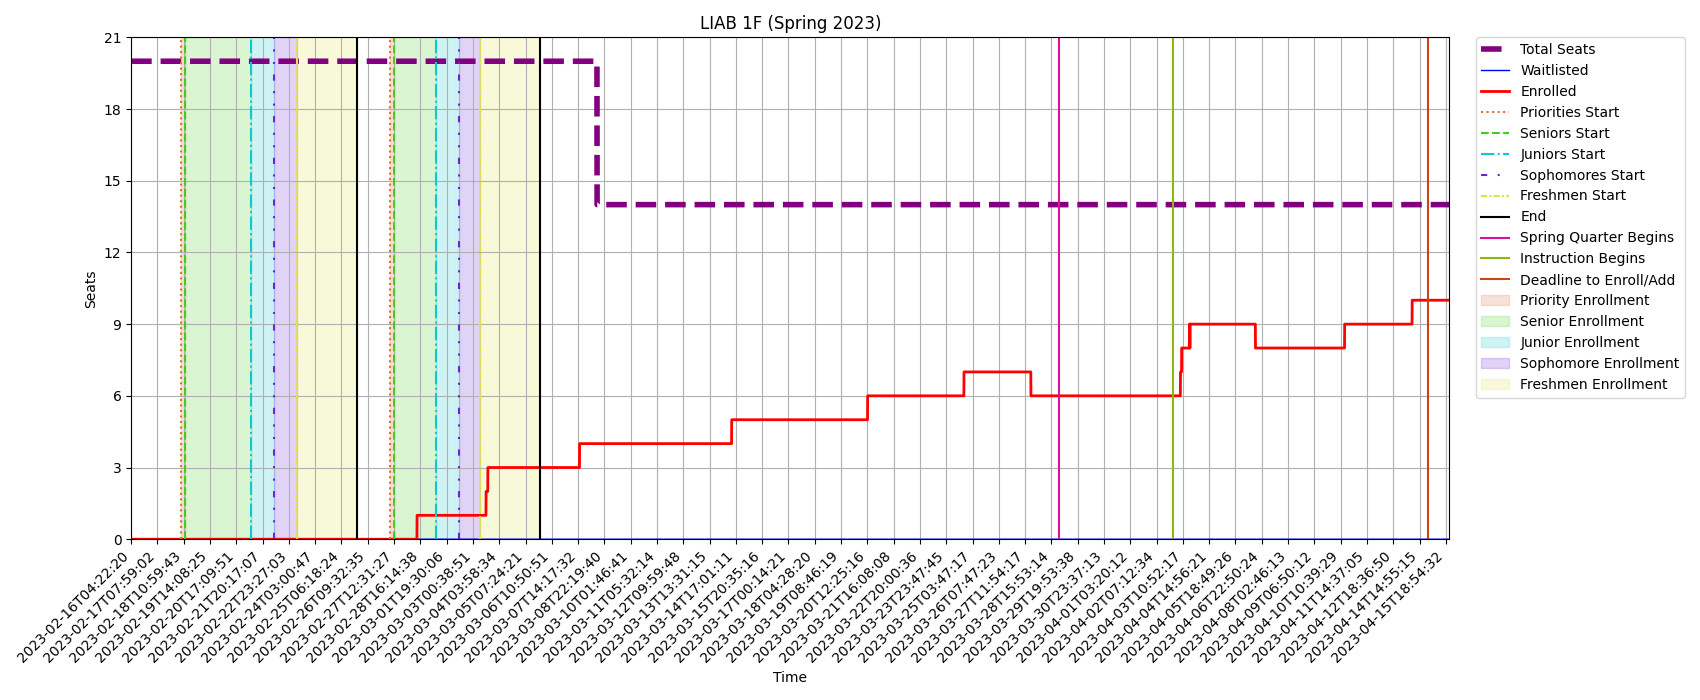 LIAB 1F (Spring 2023)
21
18
15
12
9
6
3
0
Seats
2023-02-16T04:22:20
2023-02-17T07:59:02
2023-02-18T10:59:43
2023-02-19T14:08:25
2023-02-20T17:09:51
2023-02-21T20:17:07
2023-02-22T23:27:03
2023-02-24T03:00:47
2023-02-25T06:18:24
2023-02-26T09:32:35
2023-02-27T12:31:27
2023-02-28T16:14:38
2023-03-01T19:30:06
2023-03-03T00:38:51
2023-03-04T03:58:34
2023-03-05T07:24:21
2023-03-06T10:50:51
2023-03-07T14:17:32
2023-03-08T22:19:40
2023-03-10T01:46:41
2023-03-11T05:32:14
2023-03-12T09:59:48
2023-03-13T13:31:15
2023-03-14T17:01:11
2023-03-15T20:35:16
2023-03-17T00:14:21
2023-03-18T04:28:20
2023-03-19T08:46:19
2023-03-20T12:25:16
2023-03-21T16:08:08
2023-03-22T20:00:36
2023-03-23T23:47:45
2023-03-25T03:47:17
2023-03-26T07:47:23
2023-03-27T11:54:17
2023-03-28T15:53:14
2023-03-29T19:53:38
2023-03-30T23:37:13
2023-04-01T03:20:12
2023-04-02T07:12:34
2023-04-03T10:52:17
2023-04-04T14:56:21
2023-04-05T18:49:26
2023-04-06T22:50:24
2023-04-08T02:46:13
2023-04-09T06:50:12
2023-04-10T10:39:29
2023-04-11T14:37:05
2023-04-12T18:36:50
2023-04-14T14:55:15
2023-04-15T18:54:32
Time
Total Seats
Waitlisted
Enrolled
Priorities Start
Seniors Start
Juniors Start
Sophomores Start
Freshmen Start
End
Spring Quarter Begins
Instruction Begins
Deadline to Enroll/Add
Priority Enrollment
Senior Enrollment
Junior Enrollment
Sophomore Enrollment
Freshmen Enrollment